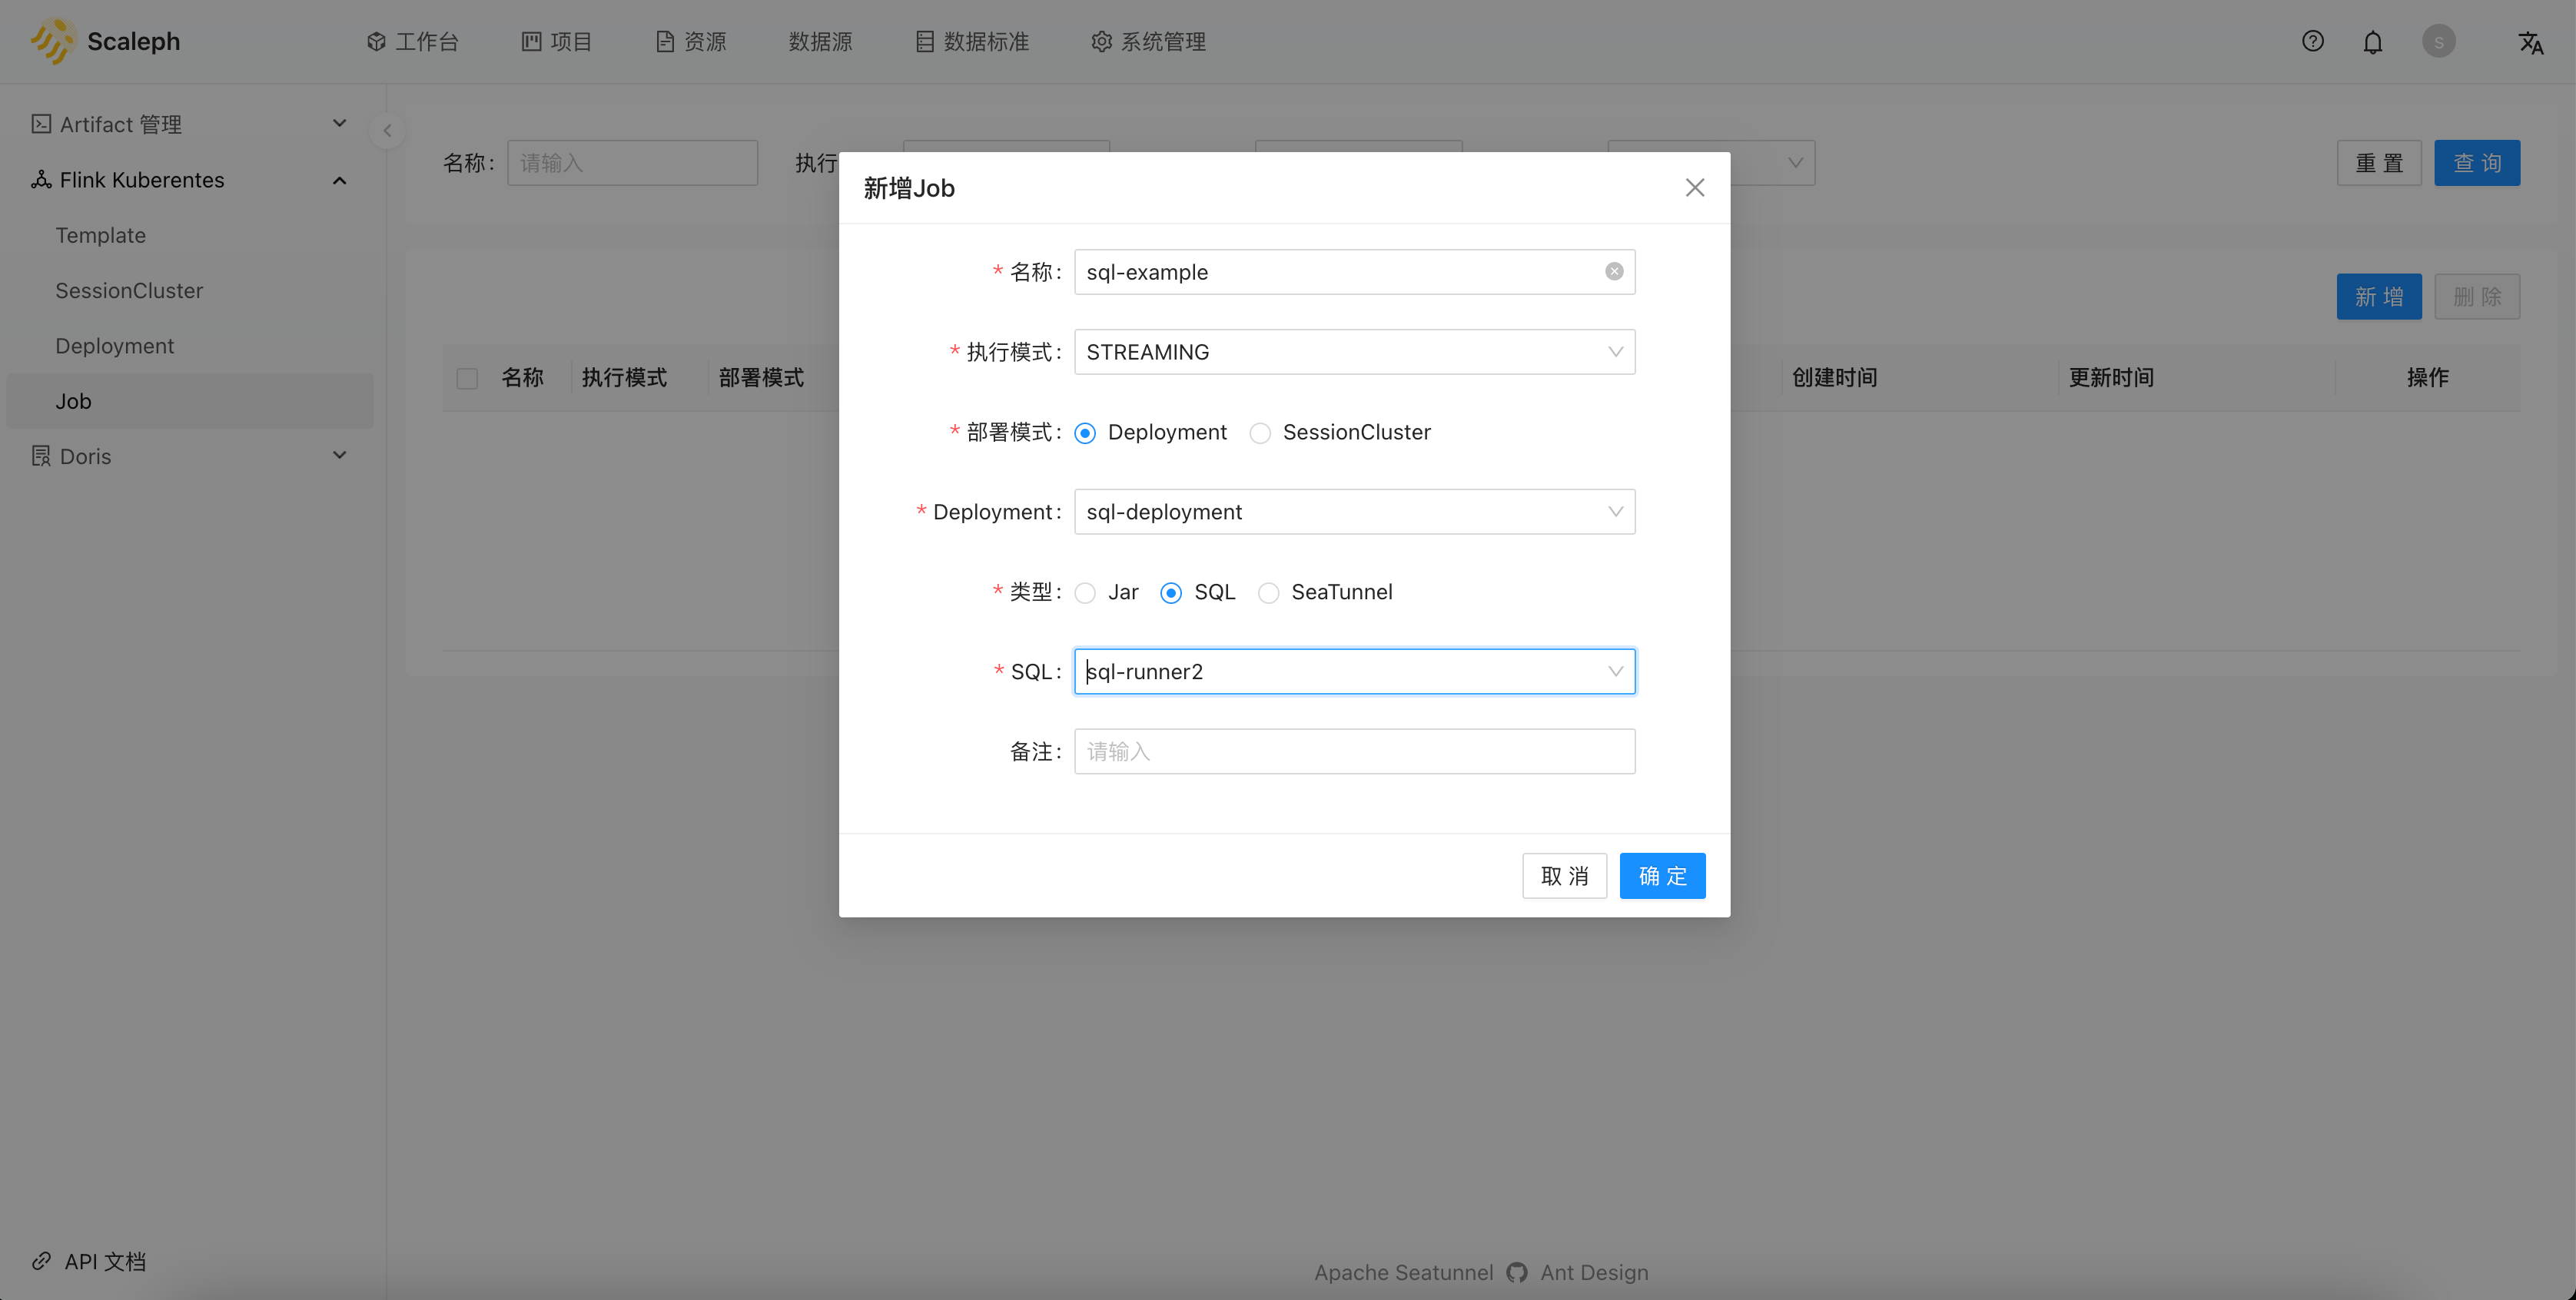 Scaleph 工作台 项目 资源 数据源 数据标准 系统管理 S
Artifact 管理
Flink Kuberentes
Template
SessionCluster
Deployment
Job
Doris
API 文档
名称: 请输入 执行 重 置 查 询
新 增 删 除
名称 执行模式 部署模式 创建时间 更新时间 操作
新增Job
* 名称: sql-example
* 执行模式: STREAMING
* 部署模式: Deployment SessionCluster
* Deployment: sql-deployment
* 类型: Jar SQL SeaTunnel
* SQL: sql-runner2
备注: 请输入
取 消 确 定
Apache Seatunnel Ant Design